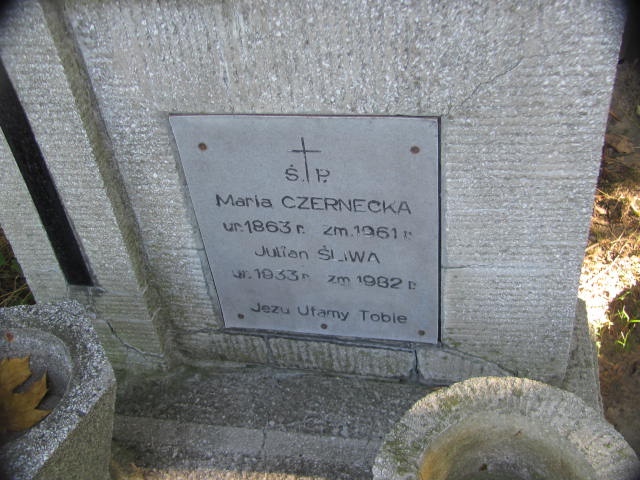 Ś. P.
Maria CZERNECKA
ur. 1863 r. zm. 1961 r.
Julian ŚLIWA
ur. 1933 r. zm 1982 r.
Jezu Ufamy Tobie